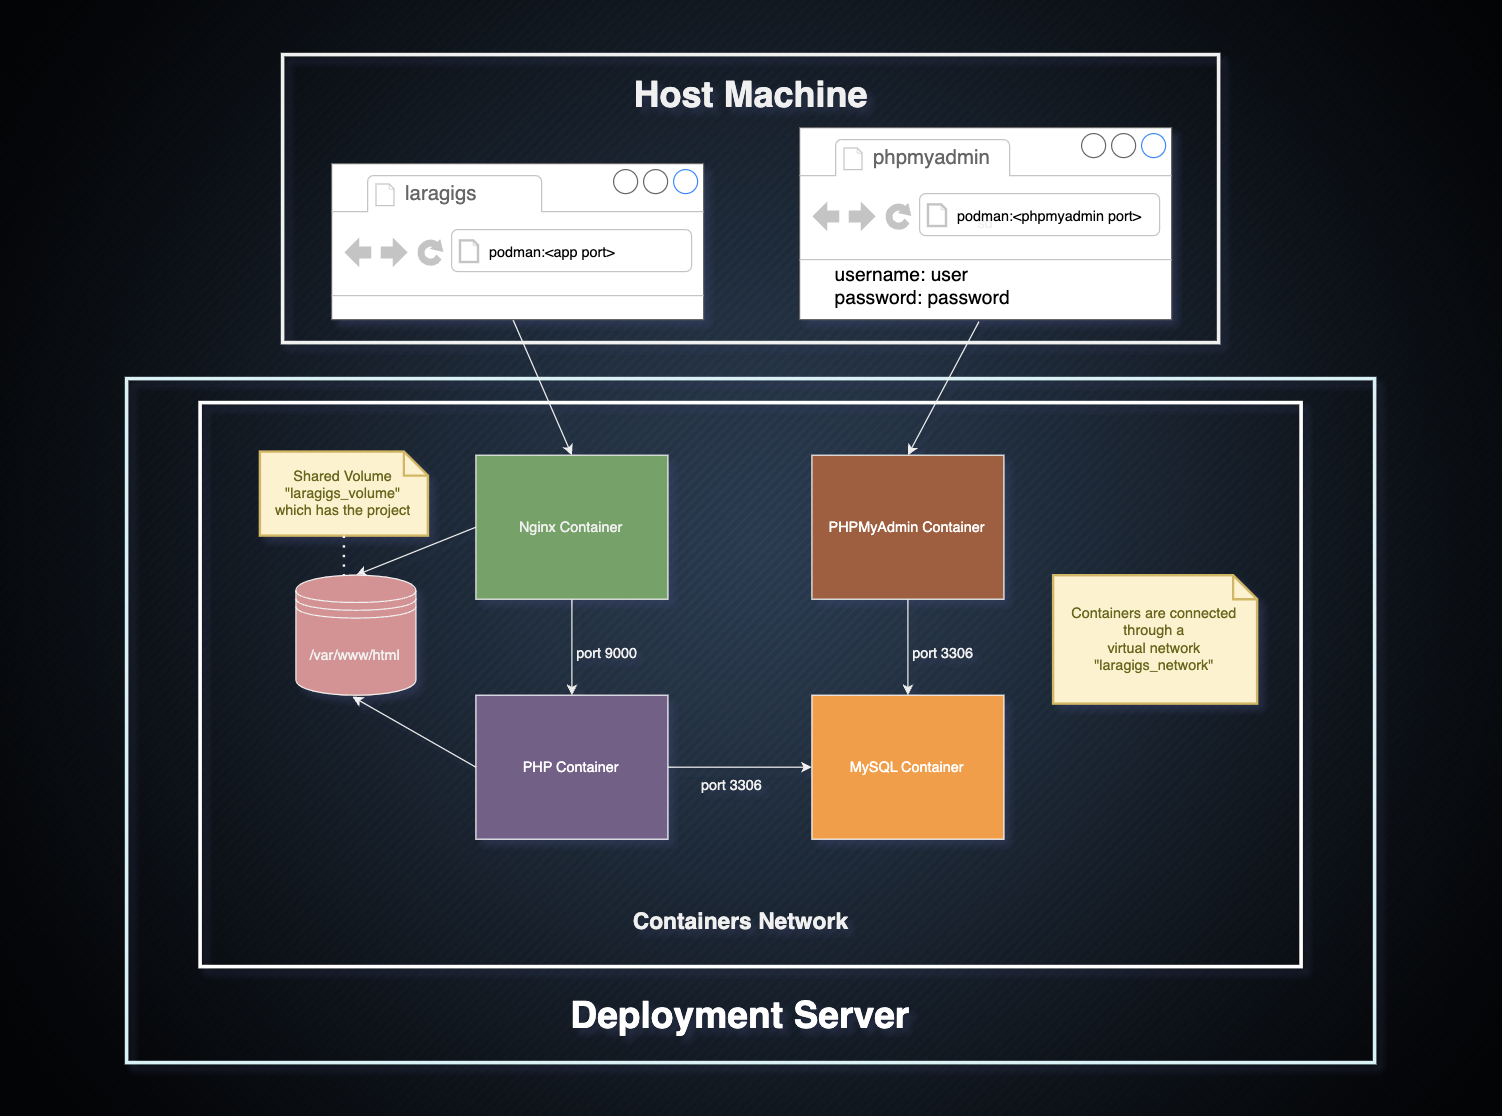 Host Machine
laragigs
podman:<app port>
phpmyadmin
podman:<phpmyadmin port>
username: user
password: password
Shared Volume
"laragigs_volume"
which has the project
Nginx Container
PHPMyAdmin Container
/var/www/html
port 9000
port 3306
Containers are connected
through a
virtual network
"laragigs_network"
PHP Container
port 3306
MySQL Container
Containers Network
Deployment Server